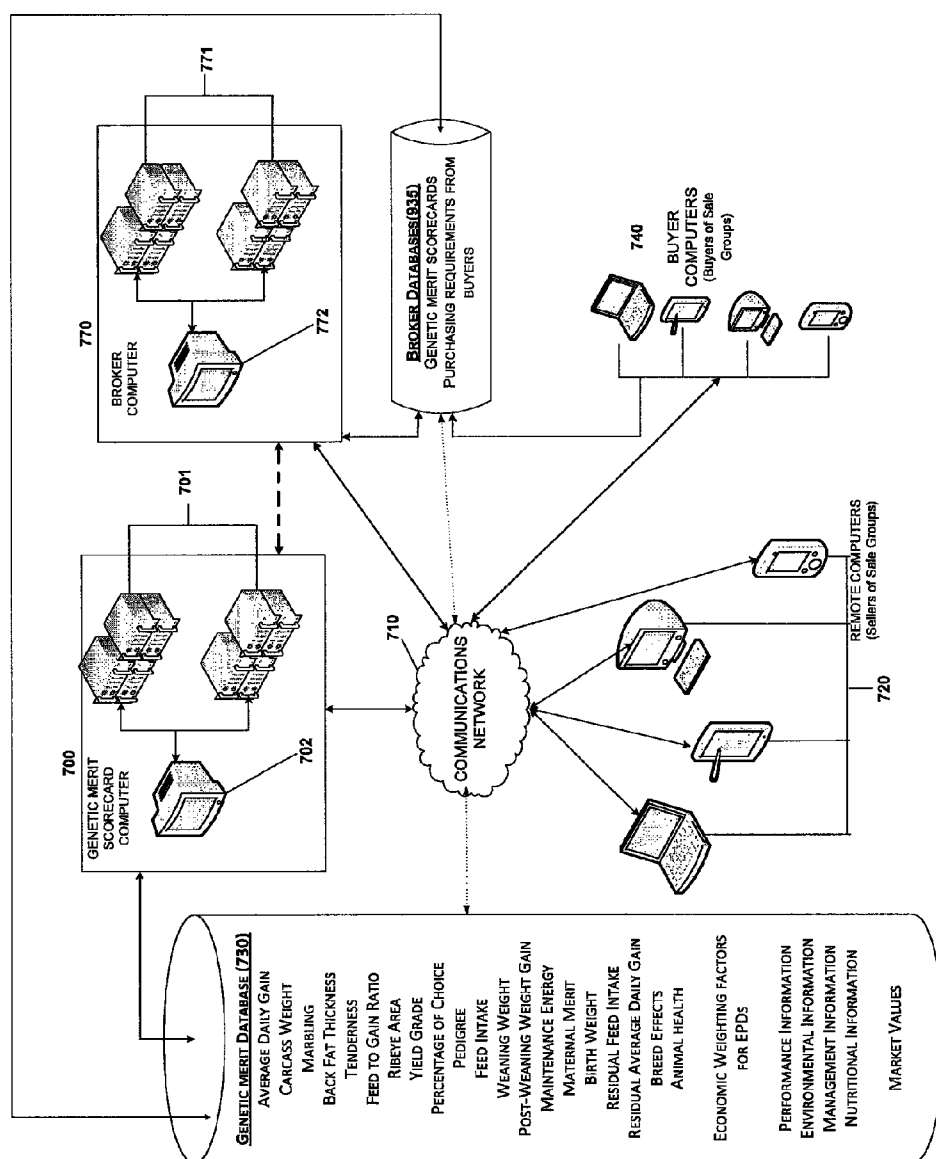 GENETIC MERIT DATABASE (730)
AVERAGE DAILY GAIN
CARCASS WEIGHT
MARBLING
BACK FAT THICKNESS
TENDERNESS
FEED TO GAIN RATIO
RIBEYE AREA
YIELD GRADE
PERCENTAGE OF CHOICE
PEDIGREE
FEED INTAKE
WEANING WEIGHT
POST-WEANING WEIGHT GAIN
MAINTENANCE ENERGY
MATERNAL MERIT
BIRTH WEIGHT
RESIDUAL FEED INTAKE
RESIDUAL AVERAGE DAILY GAIN
BREED EFFECTS
ANIMAL HEALTH
ECONOMIC WEIGHTING FACTORS
FOR EPDS
PERFORMANCE INFORMATION
ENVIRONMENTAL INFORMATION
MANAGEMENT INFORMATION
NUTRITIONAL INFORMATION
MARKET VALUES
700
GENETIC MERIT
SCORECARD
COMPUTER
702
701
770
BROKER
COMPUTER
772
771
710
COMMUNICATIONS
NETWORK
BROKER DATABASES(935)
GENETIC MERIT SCORECARDS
PURCHASING REQUIREMENTS FROM
BUYERS
REMOTE COMPUTERS
(Sellers of Sale Groups)
720
740
BUYER
COMPUTERS
(Buyers of Sale
Groups)